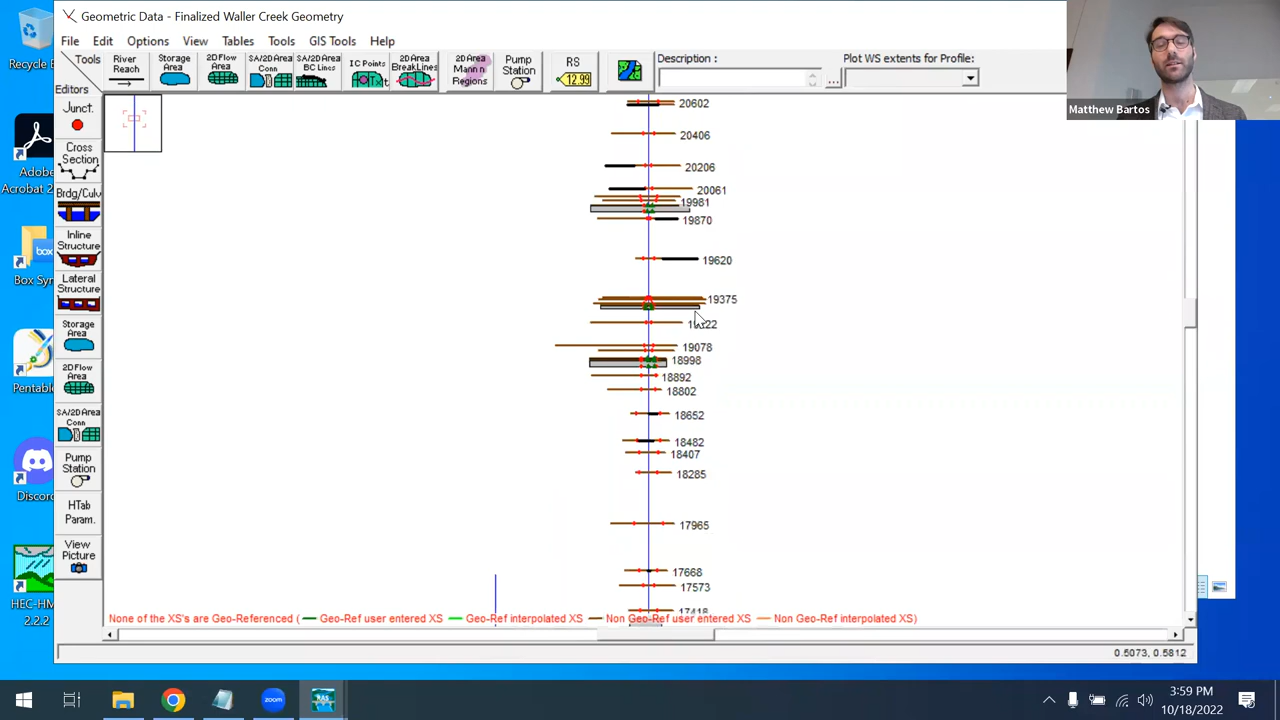 Geometric Data - Finalized Waller Creek Geometry
File Edit Options View Tables Tools GIS Tools Help
Tools
Editors
River Reach
Storage Area
2D Flow Area
SA/2D Area Conn
SA/2D Area BC Lines
IC Points
2D Area BreakLines
2D Area Mann n Regions
Pump Station
RS
12.99
Description :
...
Plot WS extents for Profile:
Matthew Bartos
Junct.
Cross Section
Brdg/Culv
Inline Structure
Lateral Structure
Storage Area
2D Flow Area
SA/2D Area Conn
Pump Station
HTab Param.
View Picture
20602
20406
20206
20061
19981
19870
19620
19375
19078
18998
18892
18802
18652
18482
18407
18285
17965
17668
17573
17418
None of the XS's are Geo-Referenced ( Geo-Ref user entered XS Geo-Ref interpolated XS Non Geo-Ref user entered XS Non Geo-Ref interpolated XS)
0.5073, 0.5812
Adobe
Acrobat
Box
Discord
2.2.2
zoom
RAS
3:59 PM
10/18/2022